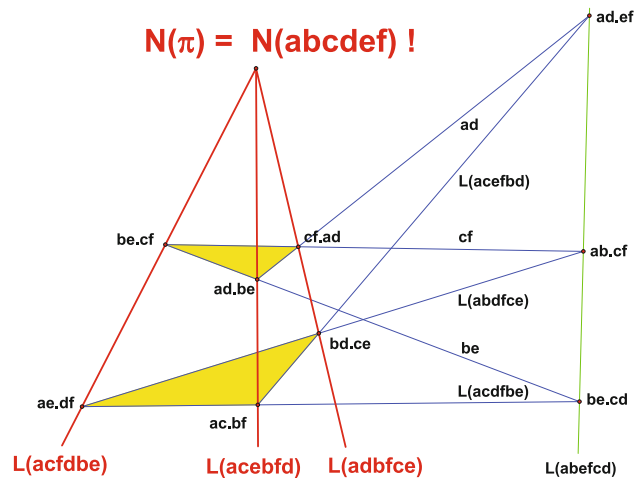 ad.ef
N(π) = N(abcdef) !
ad
L(acefbd)
be.cf
cf.ad
cf
ab.cf
ad.be
L(abdfce)
bd.ce
be
L(acdfbe)
ae.df
ac.bf
be.cd
L(acfdbe)
L(acebfd)
L(adbfce)
L(abefcd)